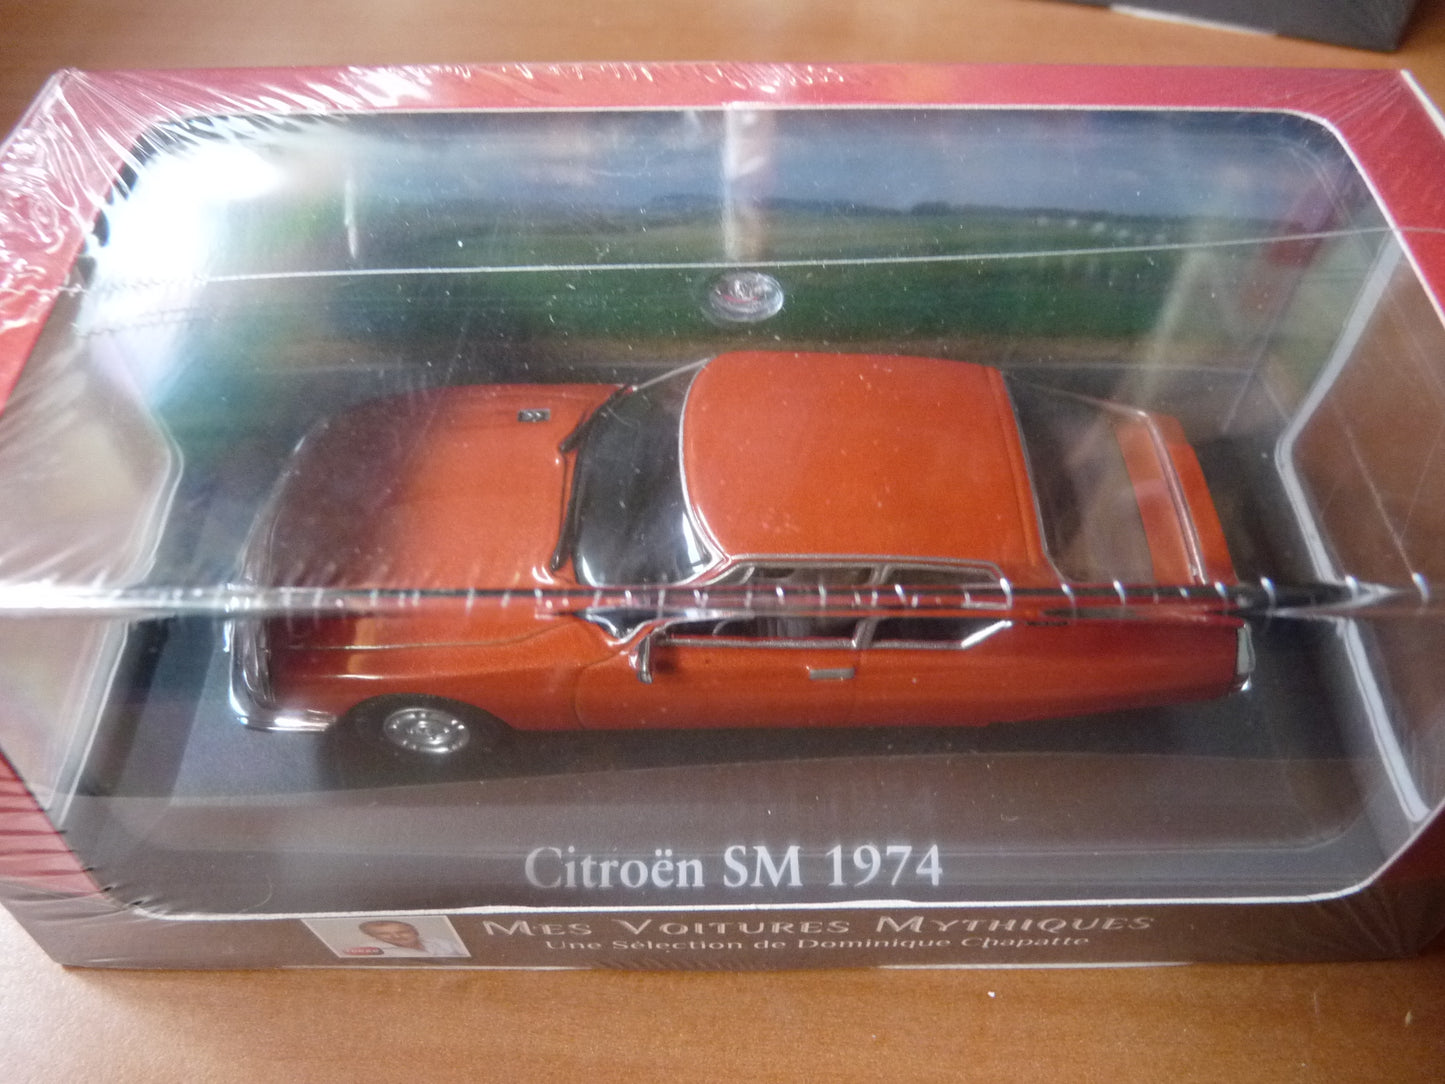 Citroën SM 1974
Mes Voitures Mythiques
Une Sélection de Dominique Chapatte